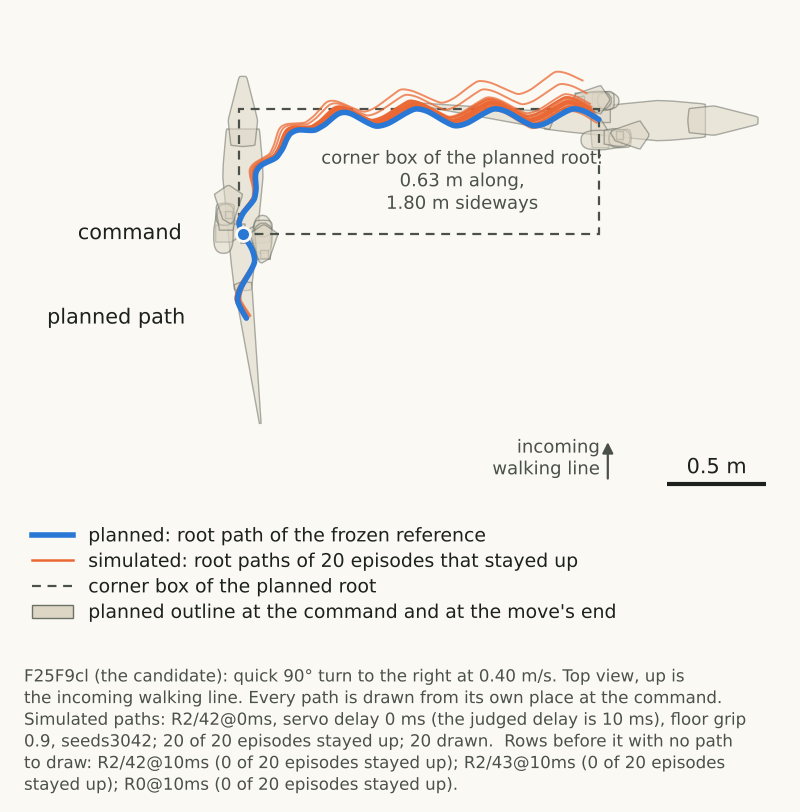 corner box of the planned root:
0.63 m along,
1.80 m sideways
command
planned path
incoming
walking line
0.5 m
planned: root path of the frozen reference
simulated: root paths of 20 episodes that stayed up
corner box of the planned root
planned outline at the command and at the move's end
F25F9cl (the candidate): quick 90° turn to the right at 0.40 m/s. Top view, up is
the incoming walking line. Every path is drawn from its own place at the command.
Simulated paths: R2/42@0ms, servo delay 0 ms (the judged delay is 10 ms), floor grip
0.9, seeds3042; 20 of 20 episodes stayed up; 20 drawn.  Rows before it with no path
to draw: R2/42@10ms (0 of 20 episodes stayed up); R2/43@10ms (0 of 20 episodes
stayed up); R0@10ms (0 of 20 episodes stayed up).